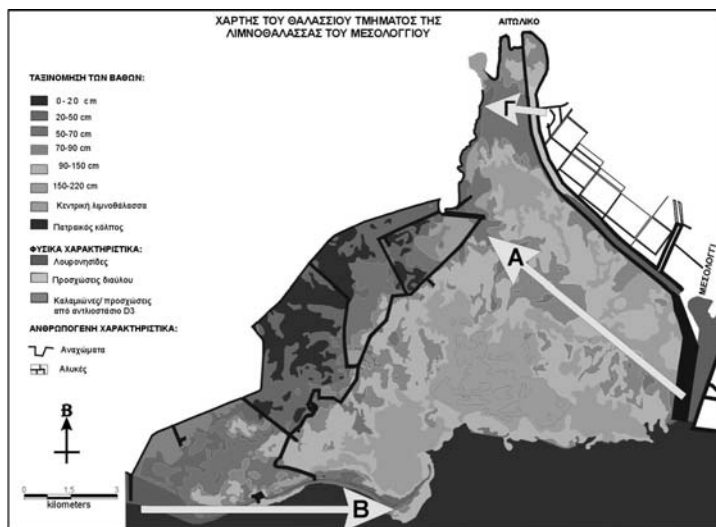 ΧΑΡΤΗΣ ΤΟΥ ΘΑΛΑΣΣΙΟΥ ΤΜΗΜΑΤΟΣ ΤΗΣ
ΛΙΜΝΟΘΑΛΑΣΣΑΣ ΤΟΥ ΜΕΣΟΛΟΓΓΙΟΥ
ΑΙΤΩΛΙΚΟ
ΤΑΞΙΝΟΜΗΣΗ ΤΩΝ ΒΑΘΩΝ:
0-20 cm
20-50 cm
50-70 cm
70-90 cm
90-150 cm
150-220 cm
Κεντρική λιμνοθάλασσα
Πατραικός κόλπος
ΦΥΣΙΚΑ ΧΑΡΑΚΤΗΡΙΣΤΙΚΑ:
Λουρονησίδες
Προσχώσεις διαύλου
Καλαμιώνες/ προσχώσεις
από αντλιοστάσιο D3
ΑΝΘΡΩΠΟΓΕΝΗ ΧΑΡΑΚΤΗΡΙΣΤΙΚΑ:
Αναχώματα
Αλυκές
Β
0 1,5 3
kilometers
Γ
Α
Β
ΜΕΣΟΛΟΓΓΙ